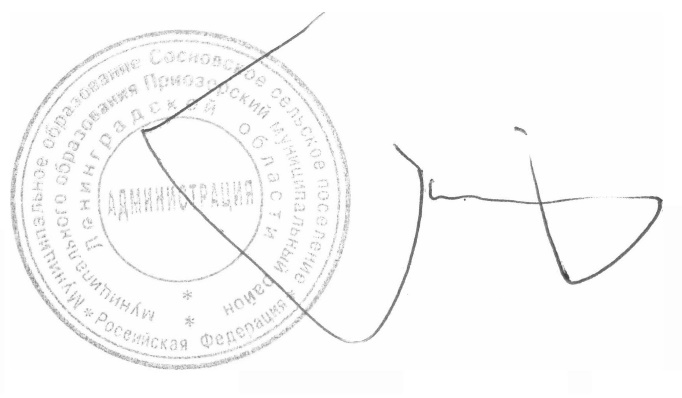 Муниципальное образование Сосновское сельское поселение * Российская Федерация *
муниципального образования Приозерский муниципальный район *
Ленинградской области
АДМИНИСТРАЦИЯ